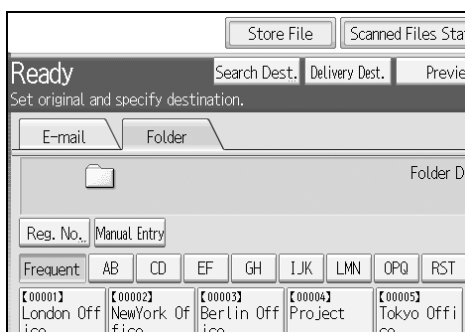 Store File Scanned Files Sta
Ready Search Dest. Delivery Dest. Previe
Set original and specify destination.
E-mail Folder
Folder D
Reg. No. Manual Entry
Frequent AB CD EF GH IJK LMN OPQ RST
【00001】 【00002】 【00003】 【00004】 【00005】
London Off NewYork Of Berlin Off Project Tokyo Offi
ice ffice ice ce